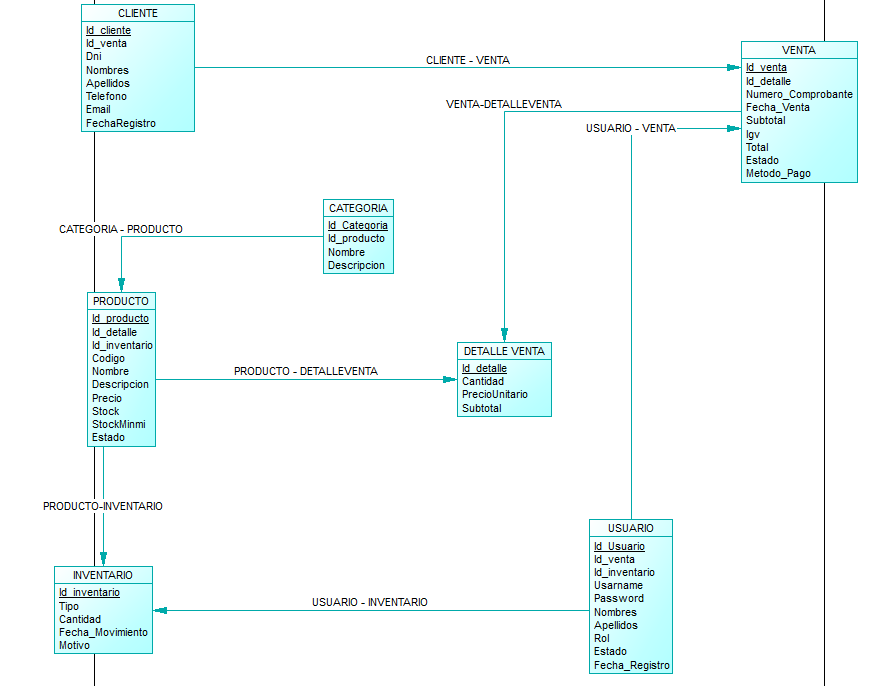 CLIENTE
Id_cliente
Id_venta
Dni
Nombres
Apellidos
Telefono
Email
FechaRegistro
CLIENTE - VENTA
VENTA
Id_venta
Id_detalle
Numero_Comprobante
Fecha_Venta
Subtotal
Igv
Total
Estado
Metodo_Pago
VENTA-DETALLEVENTA
USUARIO - VENTA
CATEGORIA
Id_Categoria
Id_producto
Nombre
Descripcion
CATEGORIA - PRODUCTO
PRODUCTO
Id_producto
Id_detalle
Id_inventario
Codigo
Nombre
Descripcion
Precio
Stock
StockMinmi
Estado
PRODUCTO - DETALLEVENTA
DETALLE VENTA
Id_detalle
Cantidad
PrecioUnitario
Subtotal
PRODUCTO-INVENTARIO
INVENTARIO
Id_inventario
Tipo
Cantidad
Fecha_Movimiento
Motivo
USUARIO - INVENTARIO
USUARIO
Id_Usuario
Id_venta
Id_inventario
Usarname
Password
Nombres
Apellidos
Rol
Estado
Fecha_Registro